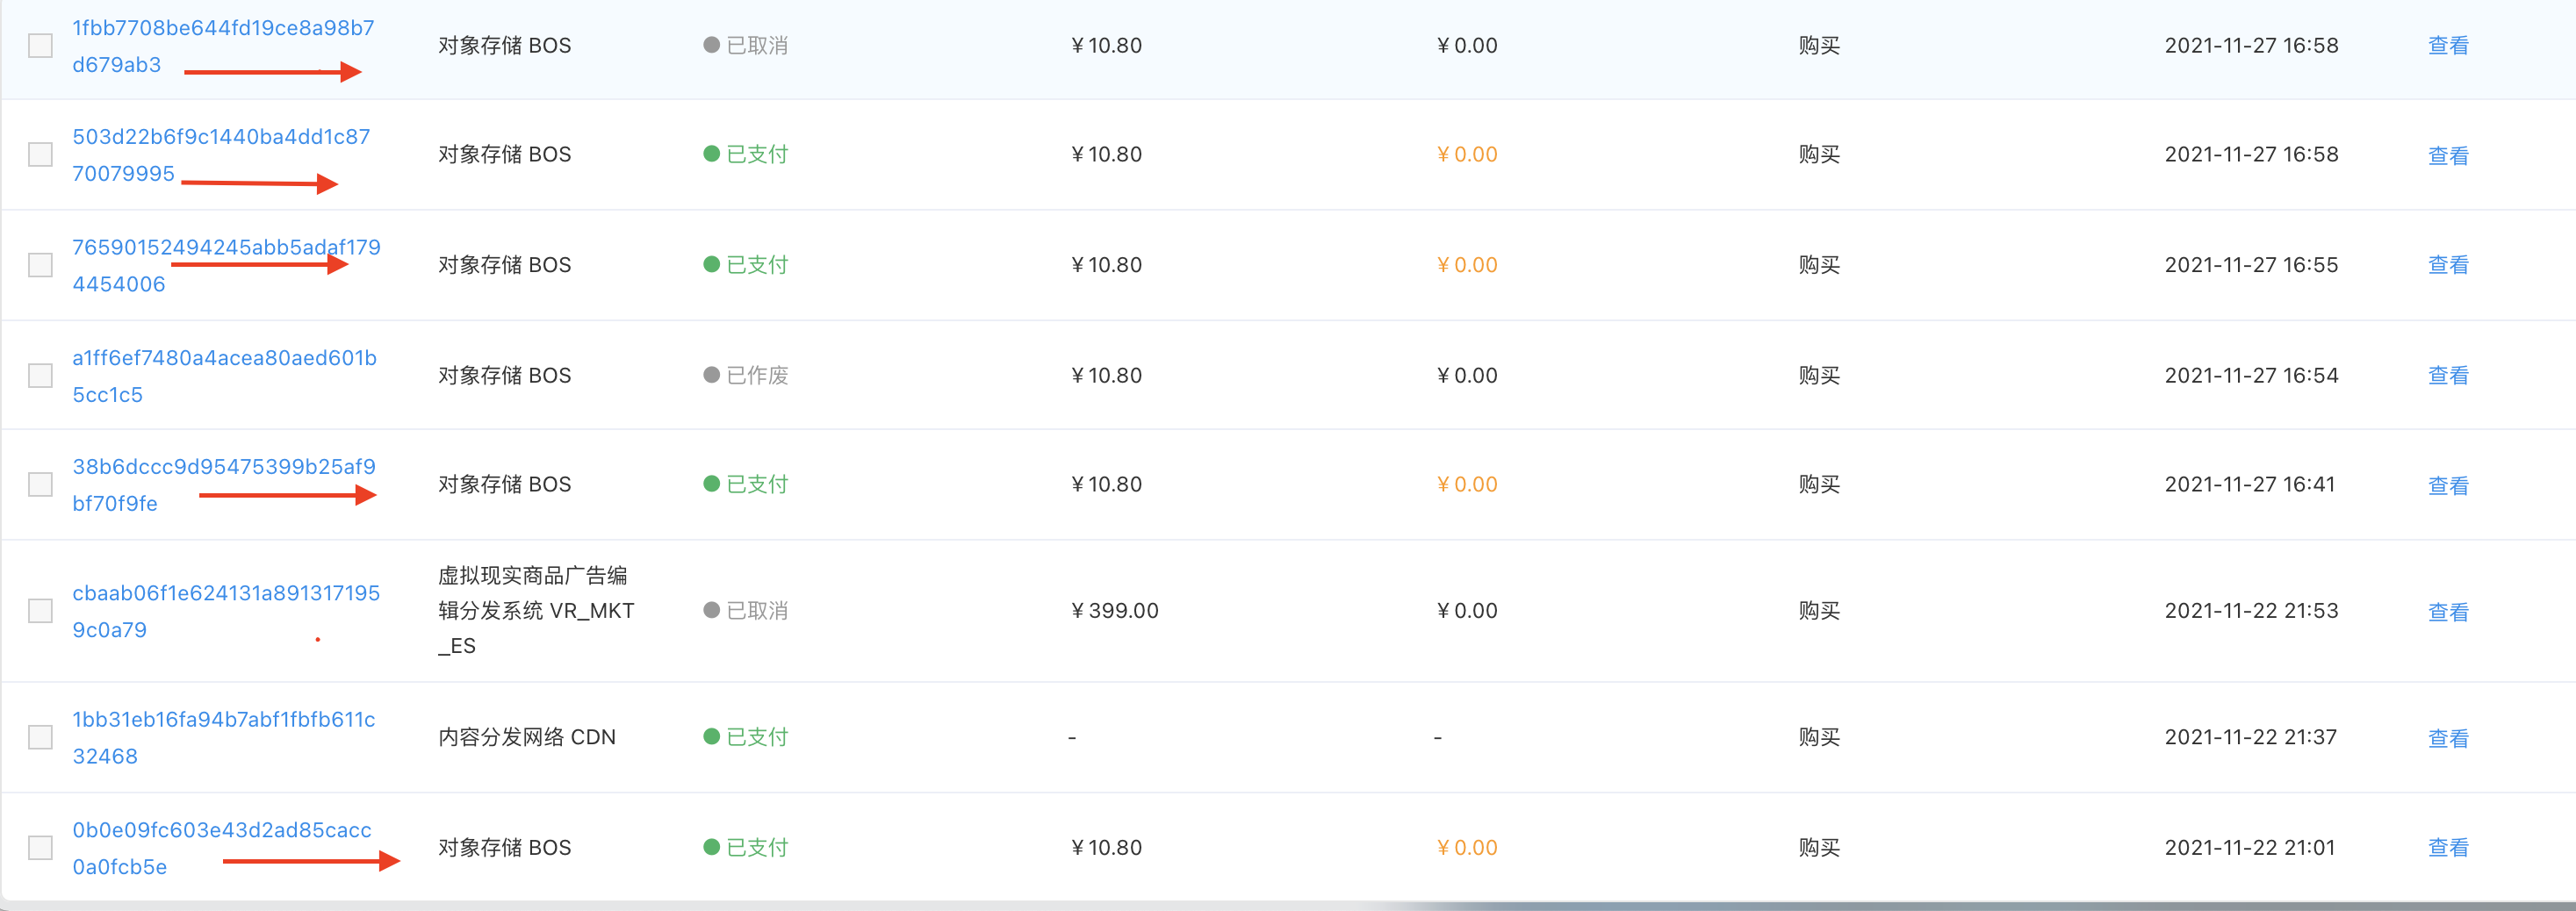 1fbb7708be644fd19ce8a98b7
d679ab3
对象存储 BOS
已取消
¥10.80
¥0.00
购买
2021-11-27 16:58
查看
503d22b6f9c1440ba4dd1c87
70079995
对象存储 BOS
已支付
¥10.80
¥0.00
购买
2021-11-27 16:58
查看
76590152494245abb5adaf179
4454006
对象存储 BOS
已支付
¥10.80
¥0.00
购买
2021-11-27 16:55
查看
a1ff6ef7480a4acea80aed601b
5cc1c5
对象存储 BOS
已作废
¥10.80
¥0.00
购买
2021-11-27 16:54
查看
38b6dccc9d95475399b25af9
bf70f9fe
对象存储 BOS
已支付
¥10.80
¥0.00
购买
2021-11-27 16:41
查看
cbaab06f1e624131a891317195
9c0a79
虚拟现实商品广告编
辑分发系统 VR_MKT
_ES
已取消
¥399.00
¥0.00
购买
2021-11-22 21:53
查看
1bb31eb16fa94b7abf1fbfb611c
32468
内容分发网络 CDN
已支付
-
-
购买
2021-11-22 21:37
查看
0b0e09fc603e43d2ad85cacc
0a0fcb5e
对象存储 BOS
已支付
¥10.80
¥0.00
购买
2021-11-22 21:01
查看